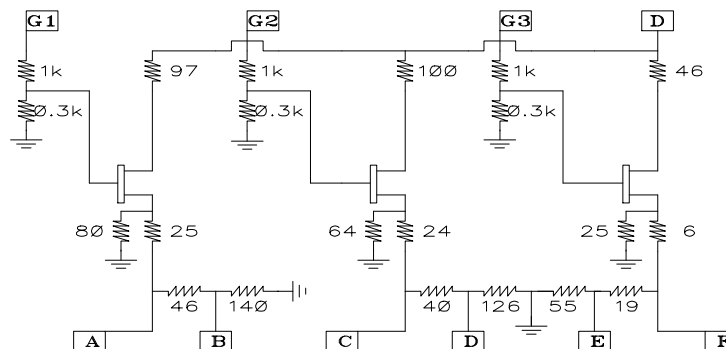 G1 G2 G3 D
1k 97 1k 100 1k 46
0.3k 0.3k 0.3k
80 25 64 24 25 6
46 140 40 126 55 19
A B C D E F